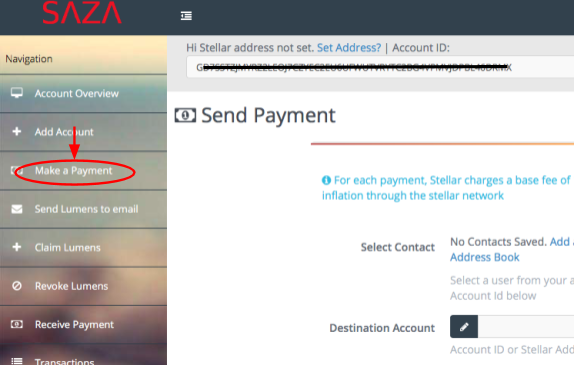 SAZA
Navigation
Account Overview
Add Account
Make a Payment
Send Lumens to email
Claim Lumens
Revoke Lumens
Receive Payment
Transactions
Hi Stellar address not set. Set Address? | Account ID:
Send Payment
For each payment, Stellar charges a base fee of
inflation through the stellar network
Select Contact
No Contacts Saved. Add
Address Book
Select a user from your a
Account Id below
Destination Account
Account ID or Stellar Add